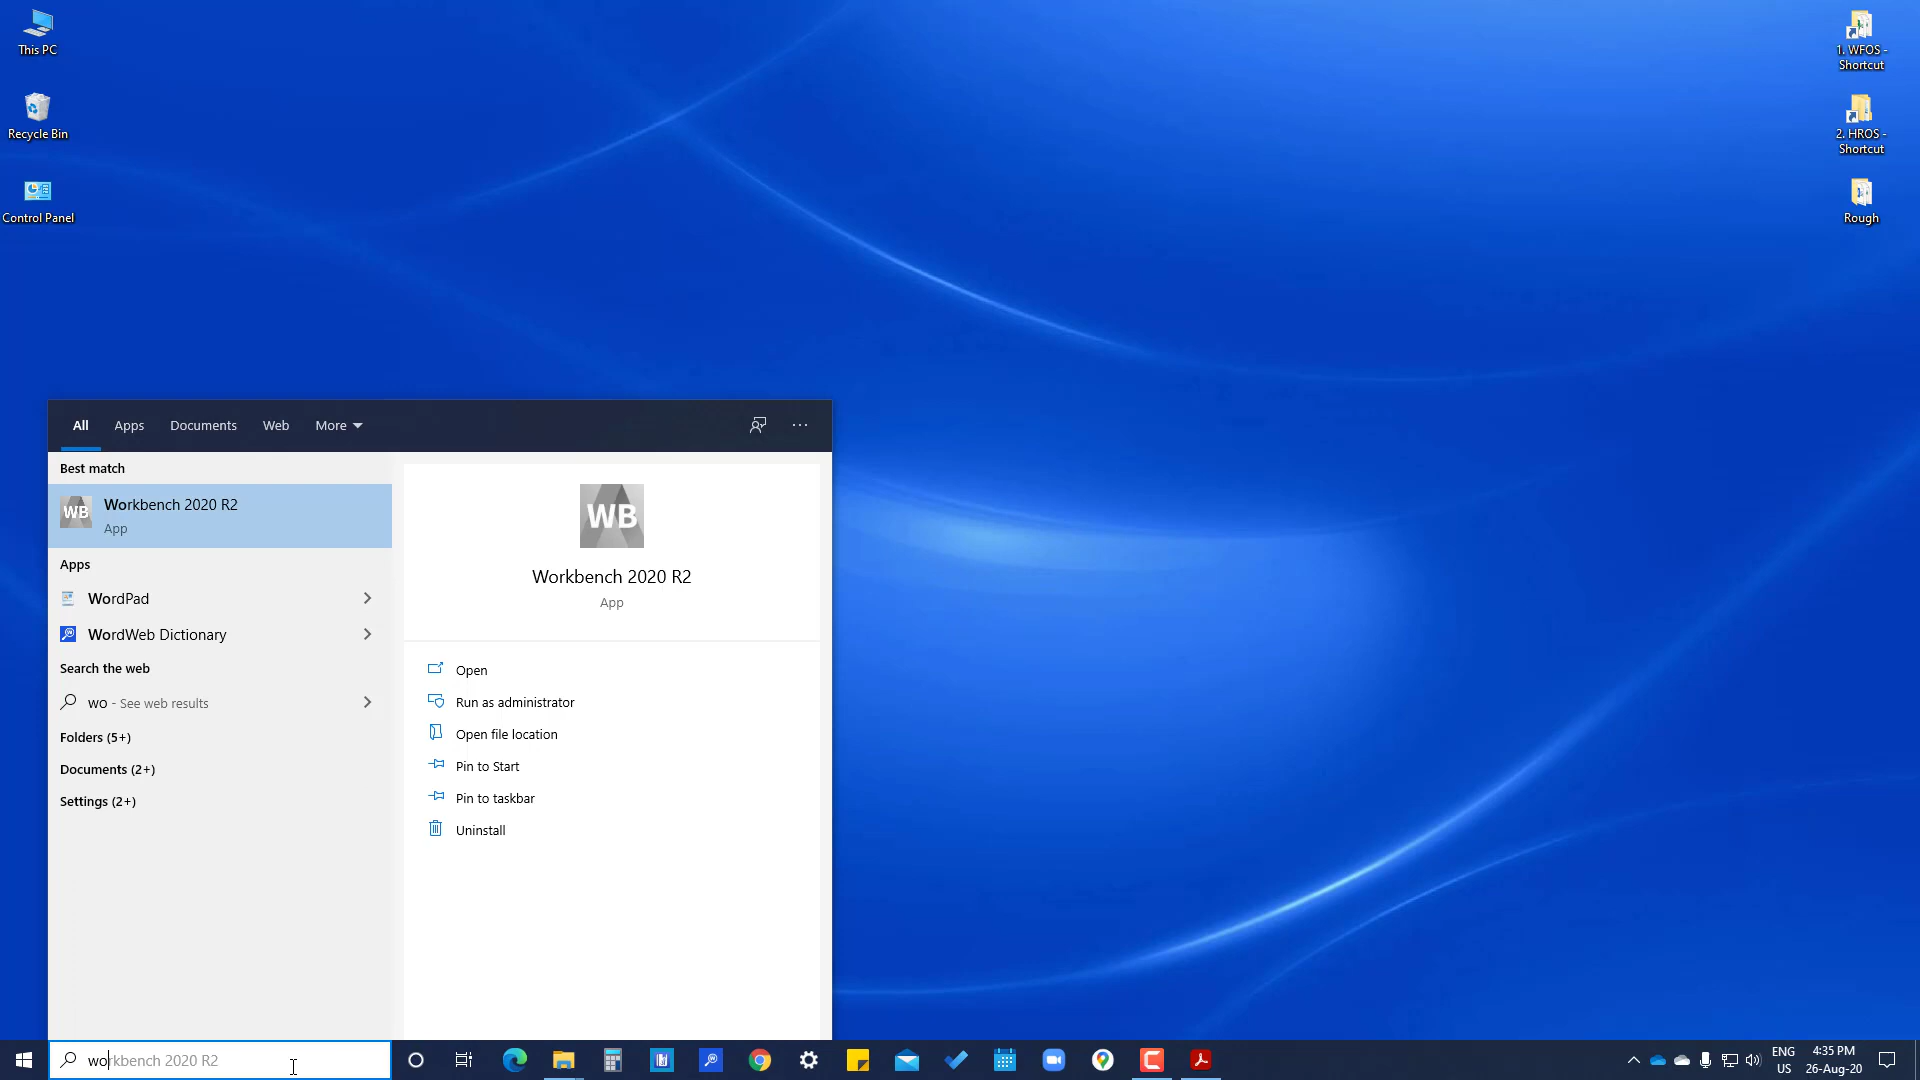 This PC
Recycle Bin
Control Panel
1. WFOS -
Shortcut
2. HROS -
Shortcut
Rough
All Apps Documents Web More
Best match
WB
Workbench 2020 R2
App
Apps
WordPad
WordWeb Dictionary
Search the web
wo - See web results
Folders (5+)
Documents (2+)
Settings (2+)
WB
Workbench 2020 R2
App
Open
Run as administrator
Open file location
Pin to Start
Pin to taskbar
Uninstall
workbench 2020 R2
ENG
US
4:35 PM
26-Aug-20